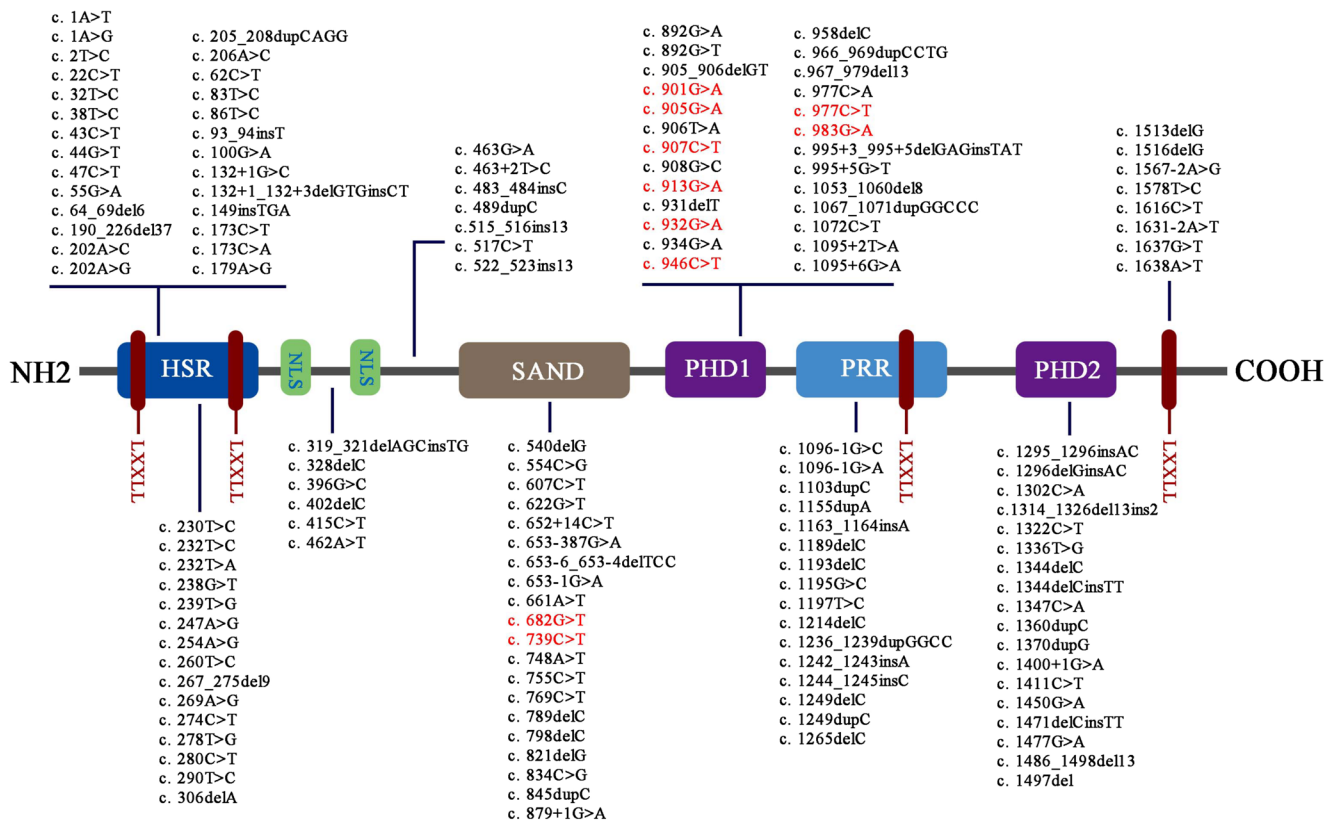 c. 1A>T
c. 1A>G
c. 2T>C
c. 22C>T
c. 32T>C
c. 38T>C
c. 43C>T
c. 44G>T
c. 47C>T
c. 55G>A
c. 64_69del6
c. 190_226del37
c. 202A>C
c. 202A>G
c. 205_208dupCAGG
c. 206A>C
c. 62C>T
c. 83T>C
c. 86T>C
c. 93_94insT
c. 100G>A
c. 132+1G>C
c. 132+1_132+3delGTGinsCT
c. 149insTGA
c. 173C>T
c. 173C>A
c. 179A>G
c. 463G>A
c. 463+2T>C
c. 483_484insC
c. 489dupC
c.515_516ins13
c. 517C>T
c. 522_523ins13
c. 892G>A
c. 892G>T
c. 905_906delGT
c. 901G>A
c. 905G>A
c. 906T>A
c. 907C>T
c. 908G>C
c. 913G>A
c. 931delT
c. 932G>A
c. 934G>A
c. 946C>T
c. 958delC
c. 966_969dupCCTG
c.967_979del13
c. 977C>A
c. 977C>T
c. 983G>A
c. 995+3_995+5delGAGinsTAT
c. 995+5G>T
c. 1053_1060del8
c. 1067_1071dupGGCCC
c. 1072C>T
c. 1095+2T>A
c. 1095+6G>A
c. 1513delG
c. 1516delG
c. 1567-2A>G
c. 1578T>C
c. 1616C>T
c. 1631-2A>T
c. 1637G>T
c. 1638A>T
NH2
HSR
NLS
NLS
SAND
PHD1
PRR
PHD2
COOH
LXXLL
LXXLL
LXXLL
LXXLL
c. 230T>C
c. 232T>C
c. 232T>A
c. 238G>T
c. 239T>G
c. 247A>G
c. 254A>G
c. 260T>C
c. 267_275del9
c. 269A>G
c. 274C>T
c. 278T>G
c. 280C>T
c. 290T>C
c. 306delA
c. 319_321delAGCinsTG
c. 328delC
c. 396G>C
c. 402delC
c. 415C>T
c. 462A>T
c. 540delG
c. 554C>G
c. 607C>T
c. 622G>T
c. 652+14C>T
c. 653-387G>A
c. 653-6_653-4delTCC
c. 653-1G>A
c. 661A>T
c. 682G>T
c. 739C>T
c. 748A>T
c. 755C>T
c. 769C>T
c. 789delC
c. 798delC
c. 821delG
c. 834C>G
c. 845dupC
c. 879+1G>A
c. 1096-1G>C
c. 1096-1G>A
c. 1103dupC
c. 1155dupA
c. 1163_1164insA
c. 1189delC
c. 1193delC
c. 1195G>C
c. 1197T>C
c. 1214delC
c. 1236_1239dupGGCC
c. 1242_1243insA
c. 1244_1245insC
c. 1249delC
c. 1249dupC
c. 1265delC
c. 1295_1296insAC
c. 1296delGinsAC
c. 1302C>A
c.1314_1326del13ins2
c. 1322C>T
c. 1336T>G
c. 1344delC
c. 1344delCinsTT
c. 1347C>A
c. 1360dupC
c. 1370dupG
c. 1400+1G>A
c. 1411C>T
c. 1450G>A
c. 1471delCinsTT
c. 1477G>A
c. 1486_1498del13
c. 1497del